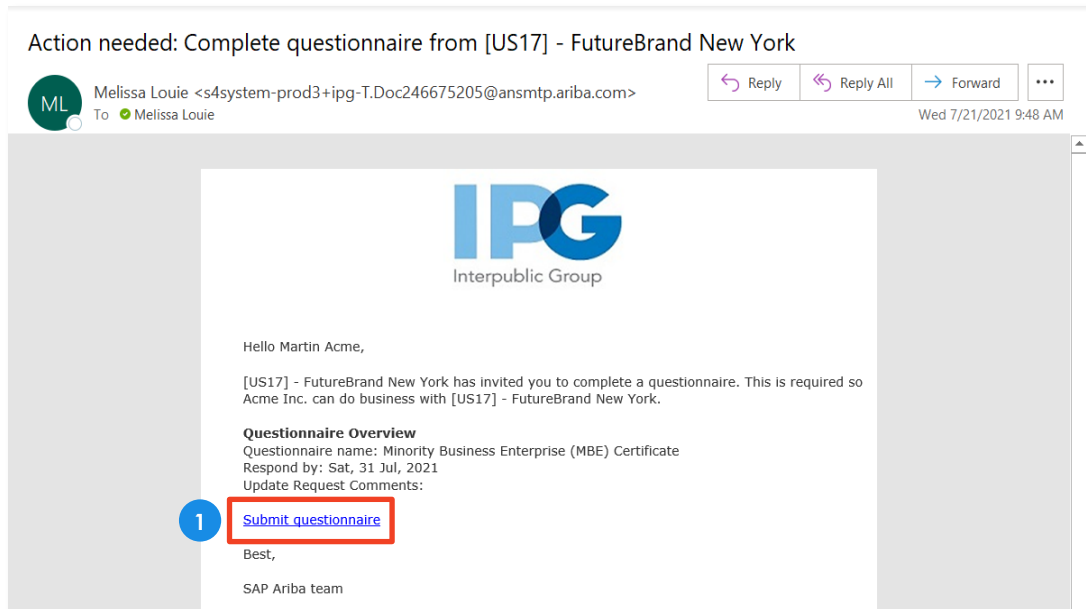 Action needed: Complete questionnaire from [US17] - FutureBrand New York
Reply
Reply All
Forward
ML
Melissa Louie <s4system-prod3+ipg-T.Doc246675205@ansmtp.ariba.com>
To Melissa Louie
Wed 7/21/2021 9:48 AM
IPG
Interpublic Group
Hello Martin Acme,
[US17] - FutureBrand New York has invited you to complete a questionnaire. This is required so
Acme Inc. can do business with [US17] - FutureBrand New York.
Questionnaire Overview
Questionnaire name: Minority Business Enterprise (MBE) Certificate
Respond by: Sat, 31 Jul, 2021
Update Request Comments:
1
Submit questionnaire
Best,
SAP Ariba team